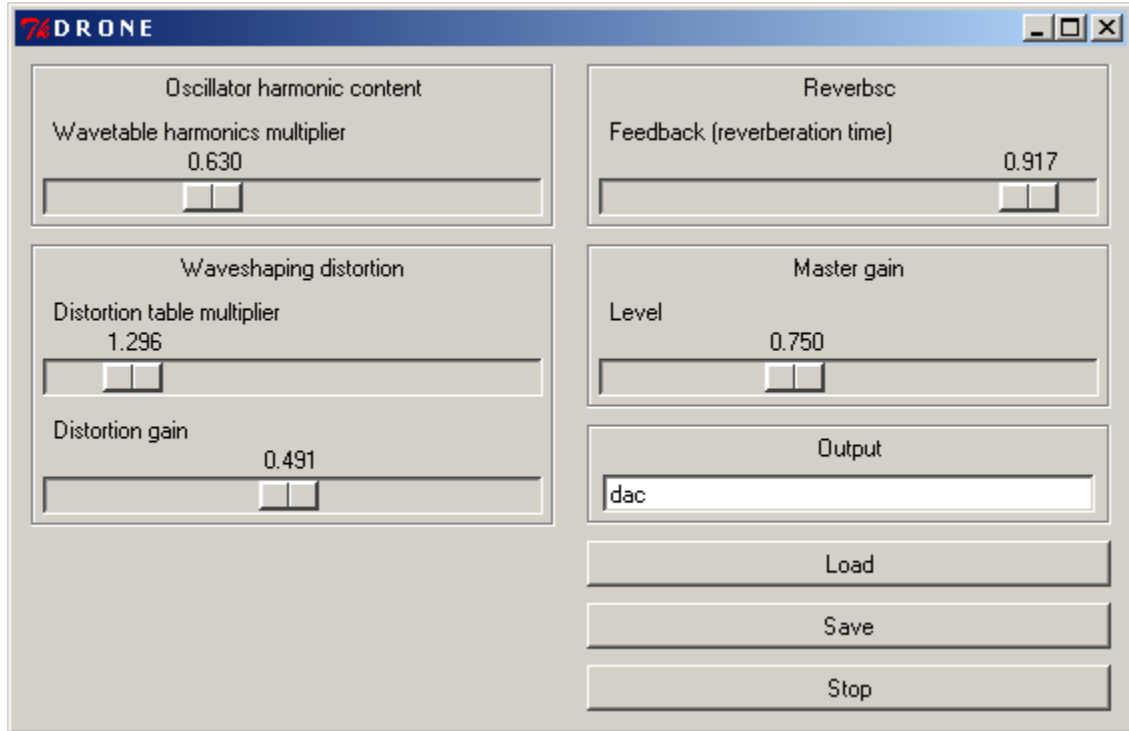 DRONE
Oscillator harmonic content
Wavetable harmonics multiplier
0.630
Waveshaping distortion
Distortion table multiplier
1.296
Distortion gain
0.491
Reverbsc
Feedback (reverberation time)
0.917
Master gain
Level
0.750
Output
dac
Load
Save
Stop